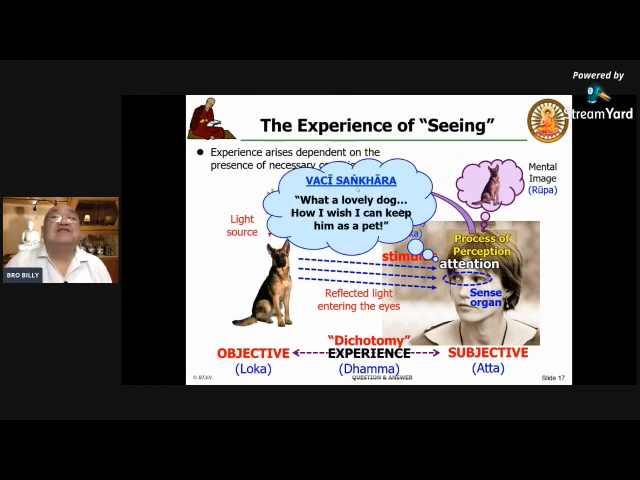 Powered by
StreamYard
The Experience of “Seeing”
Experience arises dependent on the
presence of necessary
VACĪ SAṄKHĀRA
“What a lovely dog...
How I wish I can keep
him as a pet!”
Mental
Image
(Rūpa)
Light
source
Process of
Perception
attention
Sense
organ
Reflected light
entering the eyes
“Dichotomy”
OBJECTIVE
EXPERIENCE
SUBJECTIVE
(Loka)
(Dhamma)
(Atta)
QUESTION & ANSWER
Slide 17
BRO BILLY